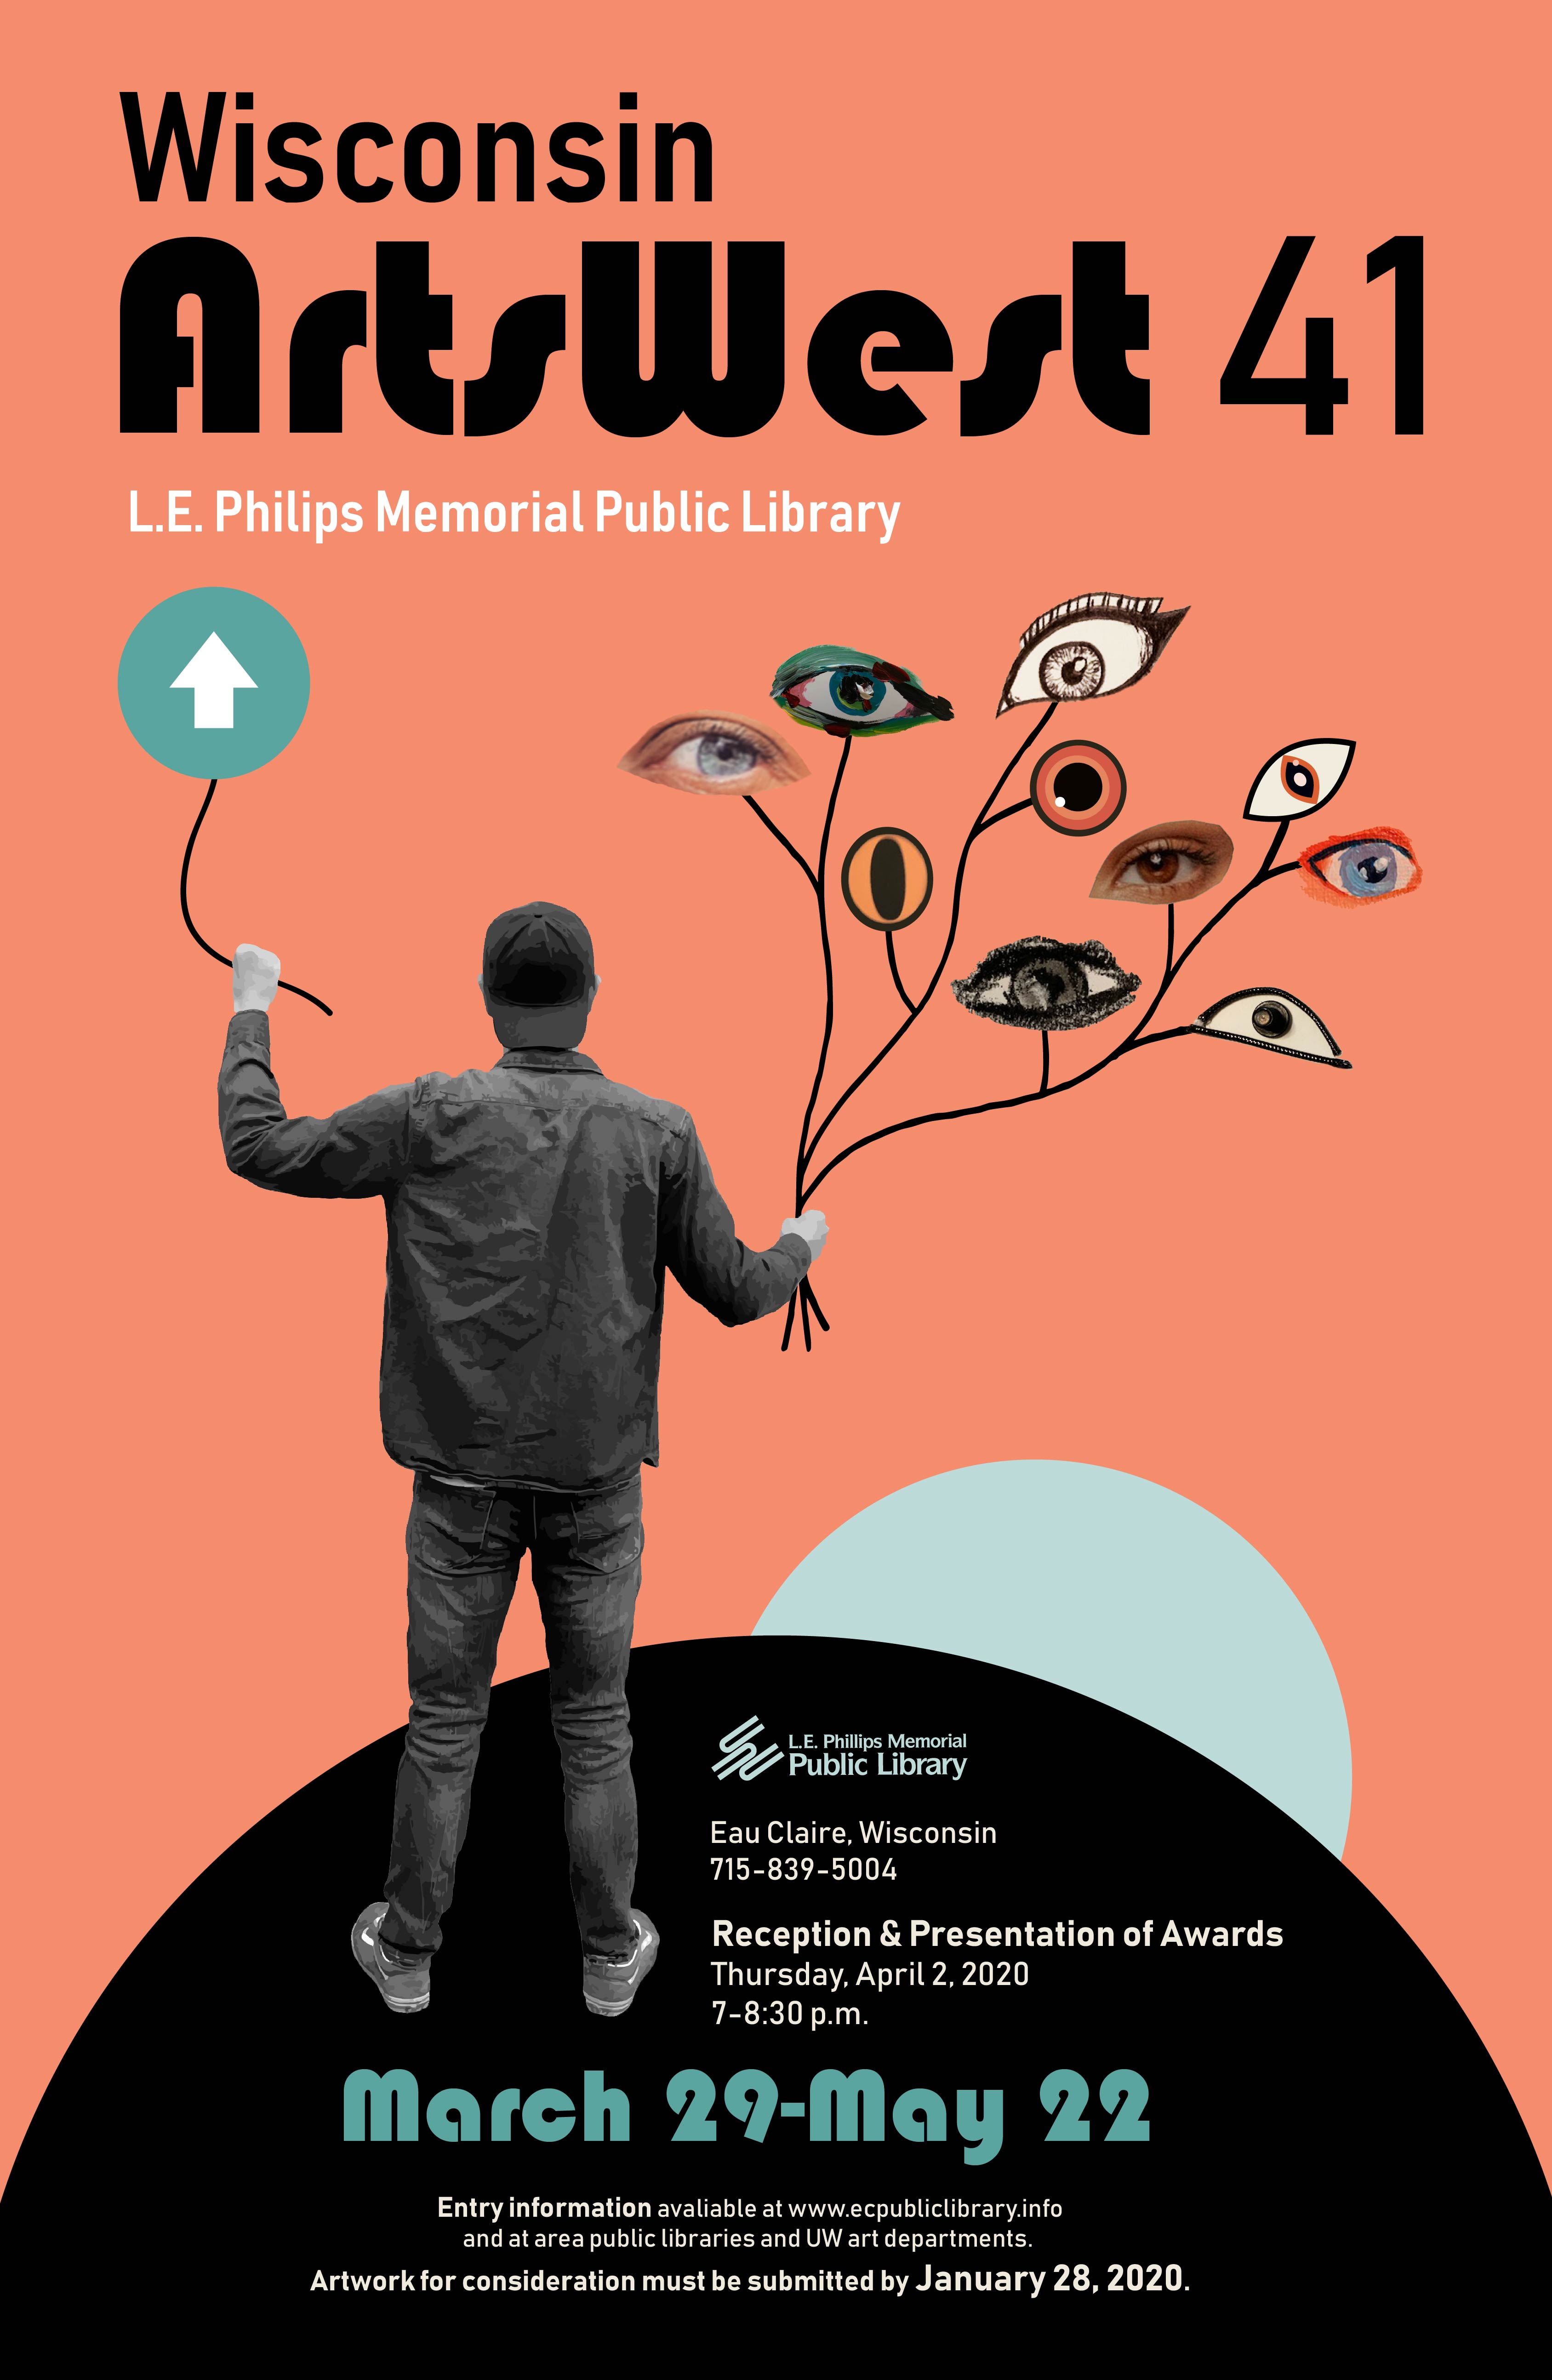 Wisconsin
ArtsWest 41
L.E. Philips Memorial Public Library
L.E. Phillips Memorial
Public Library
Eau Claire, Wisconsin
715-839-5004
Reception & Presentation of Awards
Thursday, April 2, 2020
7-8:30 p.m.
March 29-May 22
Entry information avaliable at www.ecpubliclibrary.info
and at area public libraries and UW art departments.
Artwork for consideration must be submitted by January 28, 2020.